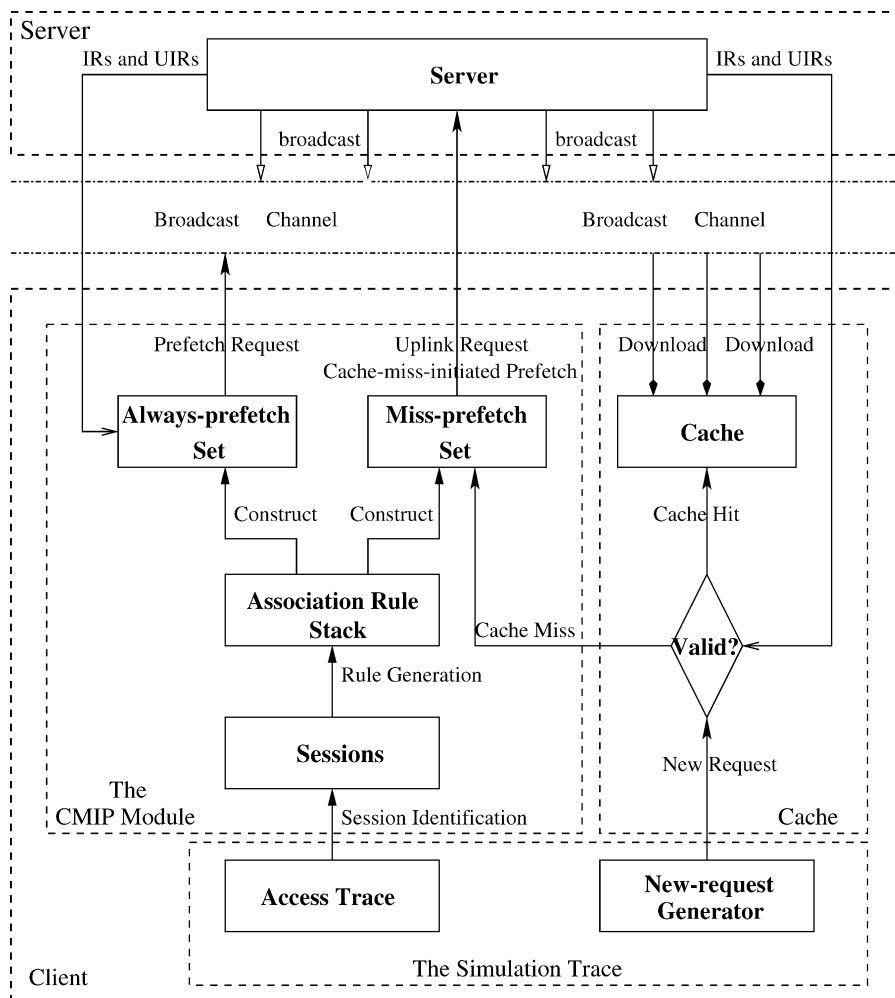 Server
IRs and UIRs
IRs and UIRs
Server
broadcast
broadcast
Broadcast Channel
Broadcast Channel
Prefetch Request
Uplink Request
Cache-miss-initiated Prefetch
Download
Download
Always-prefetch
Set
Miss-prefetch
Set
Cache
Construct
Construct
Cache Hit
Association Rule
Stack
Cache Miss
Valid?
Rule Generation
Sessions
New Request
The
CMIP Module
Session Identification
Cache
Access Trace
New-request
Generator
The Simulation Trace
Client